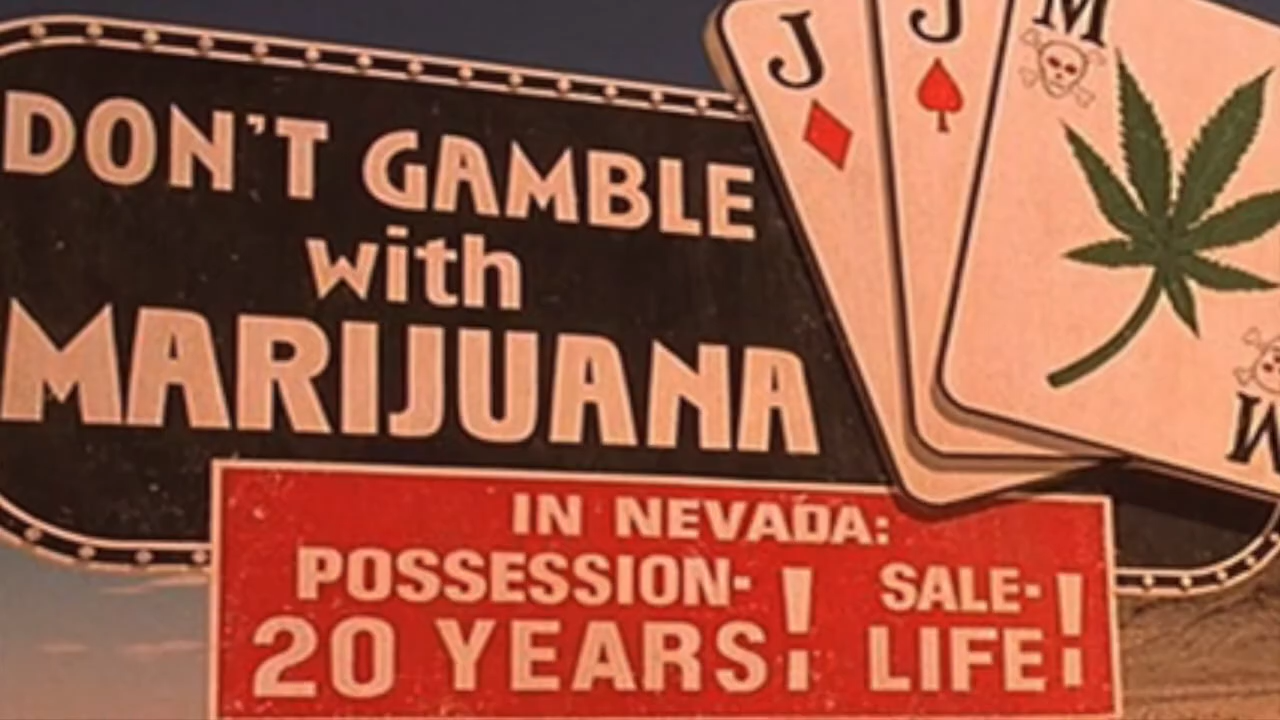 DON'T GAMBLE
with
MARIJUANA
J
J
M
M
IN NEVADA:
POSSESSION-
20 YEARS!
SALE-
LIFE!